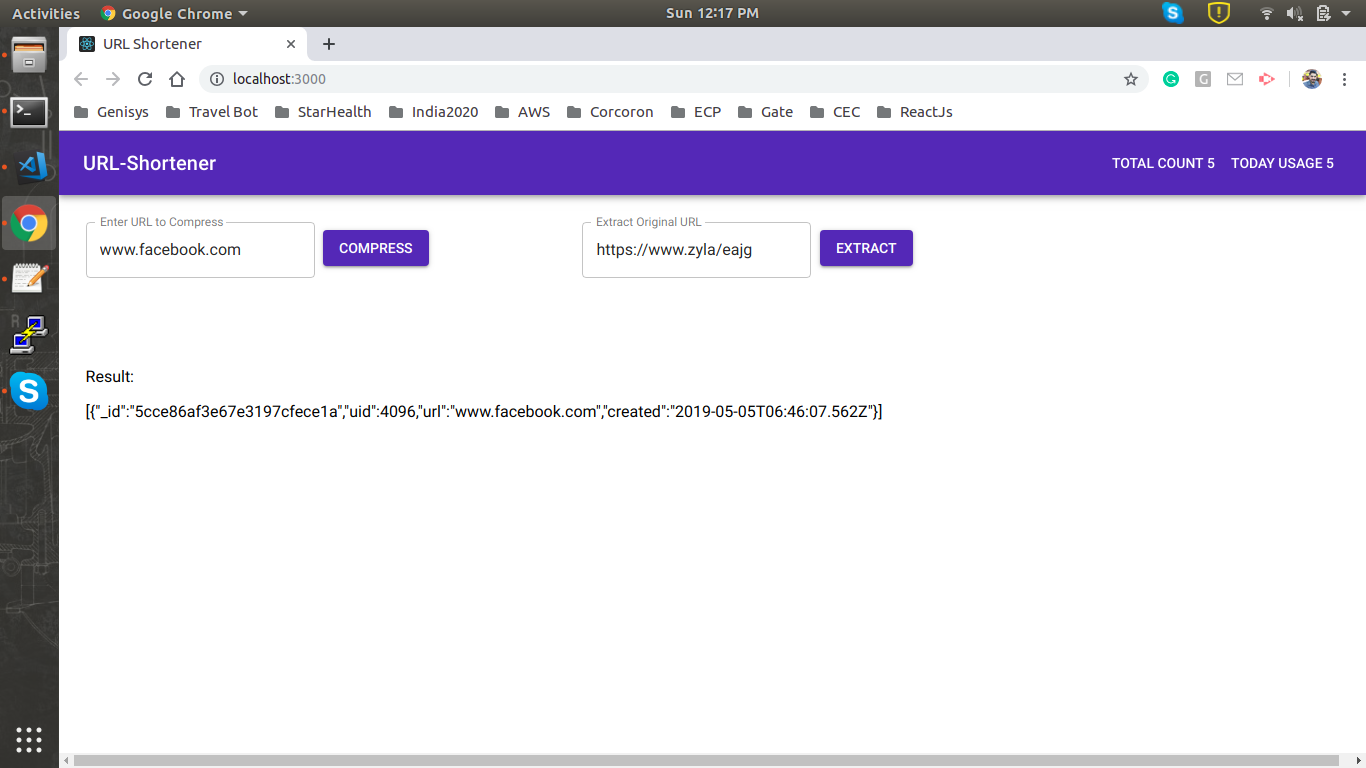 Activities Google Chrome Sun 12:17 PM
URL Shortener
localhost:3000
Genisys Travel Bot StarHealth India2020 AWS Corcoron ECP Gate CEC ReactJs
URL-Shortener TOTAL COUNT 5 TODAY USAGE 5
Enter URL to Compress Extract Original URL
www.facebook.com COMPRESS https://www.zyla/eajg EXTRACT
Result:
[{"_id":"5cce86af3e67e3197cfece1a","uid":4096,"url":"www.facebook.com","created":"2019-05-05T06:46:07.562Z"}]